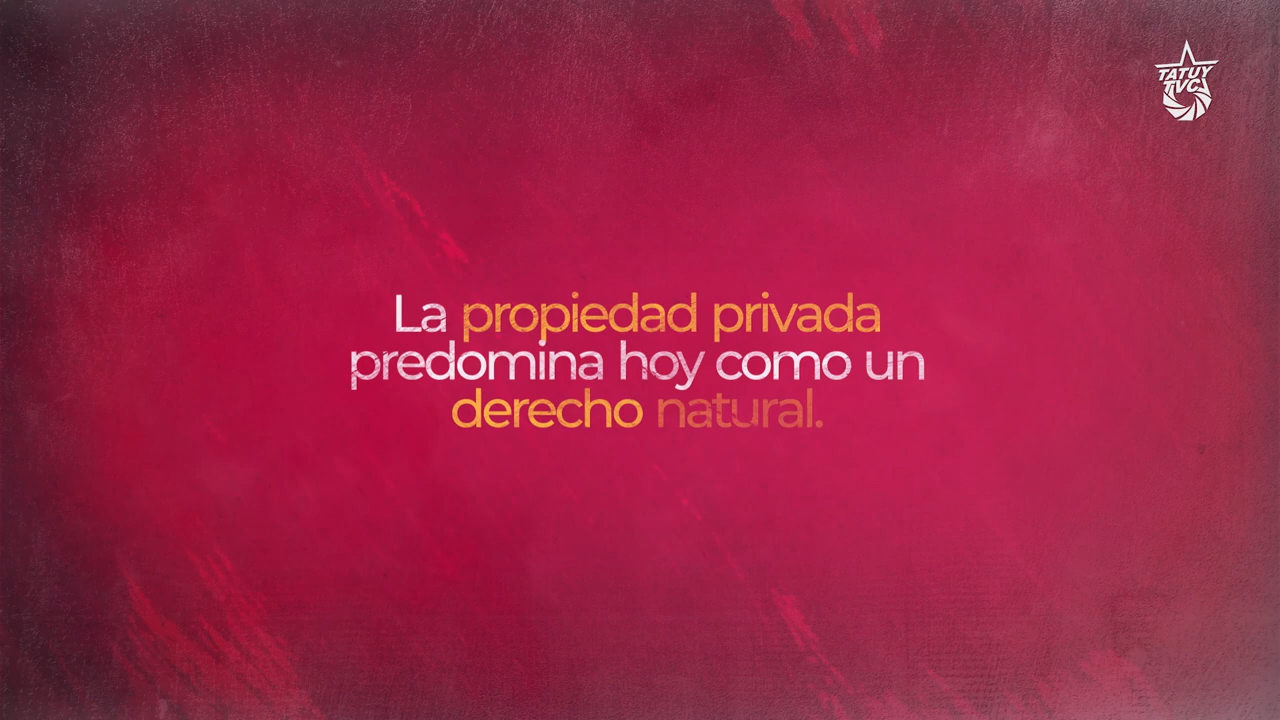 TATUY
TVC
La propiedad privada
predomina hoy como un
derecho natural.